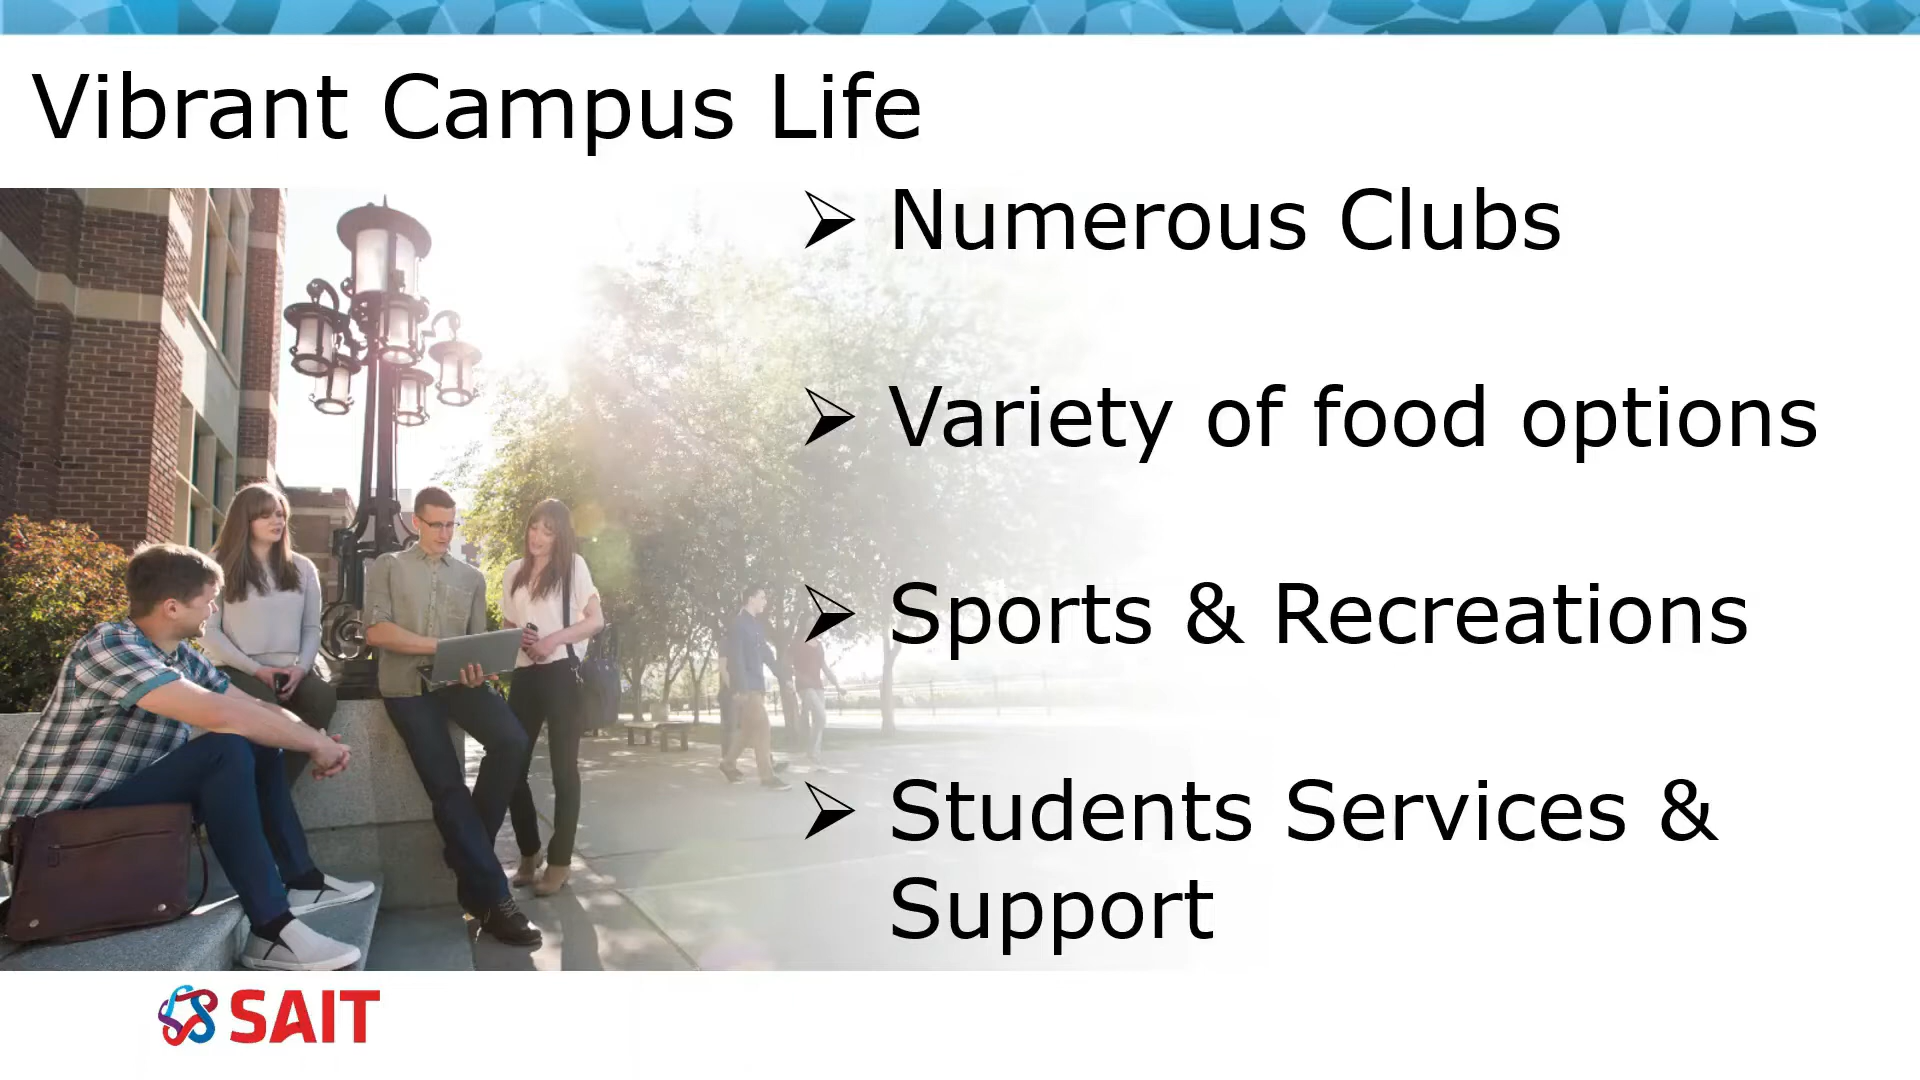 Vibrant Campus Life
➢ Numerous Clubs
➢ Variety of food options
➢ Sports & Recreations
➢ Students Services &
Support
SAIT